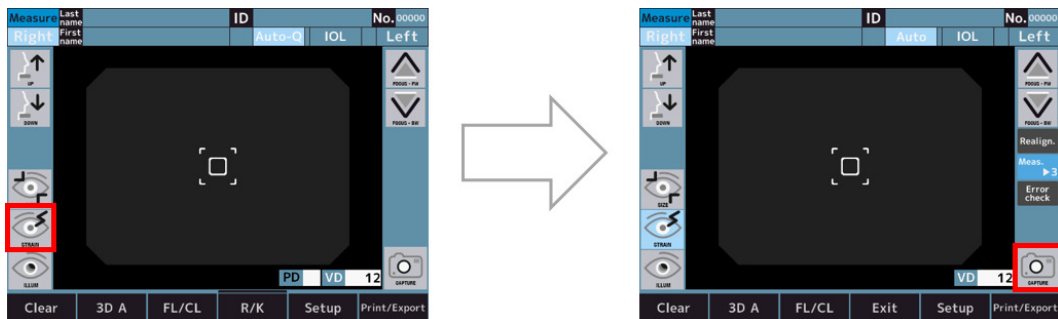 Measure Last name ID No. 00000
Right First name Auto-Q IOL Left
UP
FOCUS - FW
DOWN
FOCUS - BW
STRAIN
ILLUM
CAPTURE
PD VD 12
Clear 3D A FL/CL R/K Setup Print/Export
Measure Last name ID No. 00000
Right First name Auto IOL Left
UP
FOCUS - FW
DOWN
FOCUS - BW
Realign.
Meas. ▶3
Error check
SIZE
STRAIN
ILLUM
CAPTURE
VD 12
Clear 3D A FL/CL Exit Setup Print/Export